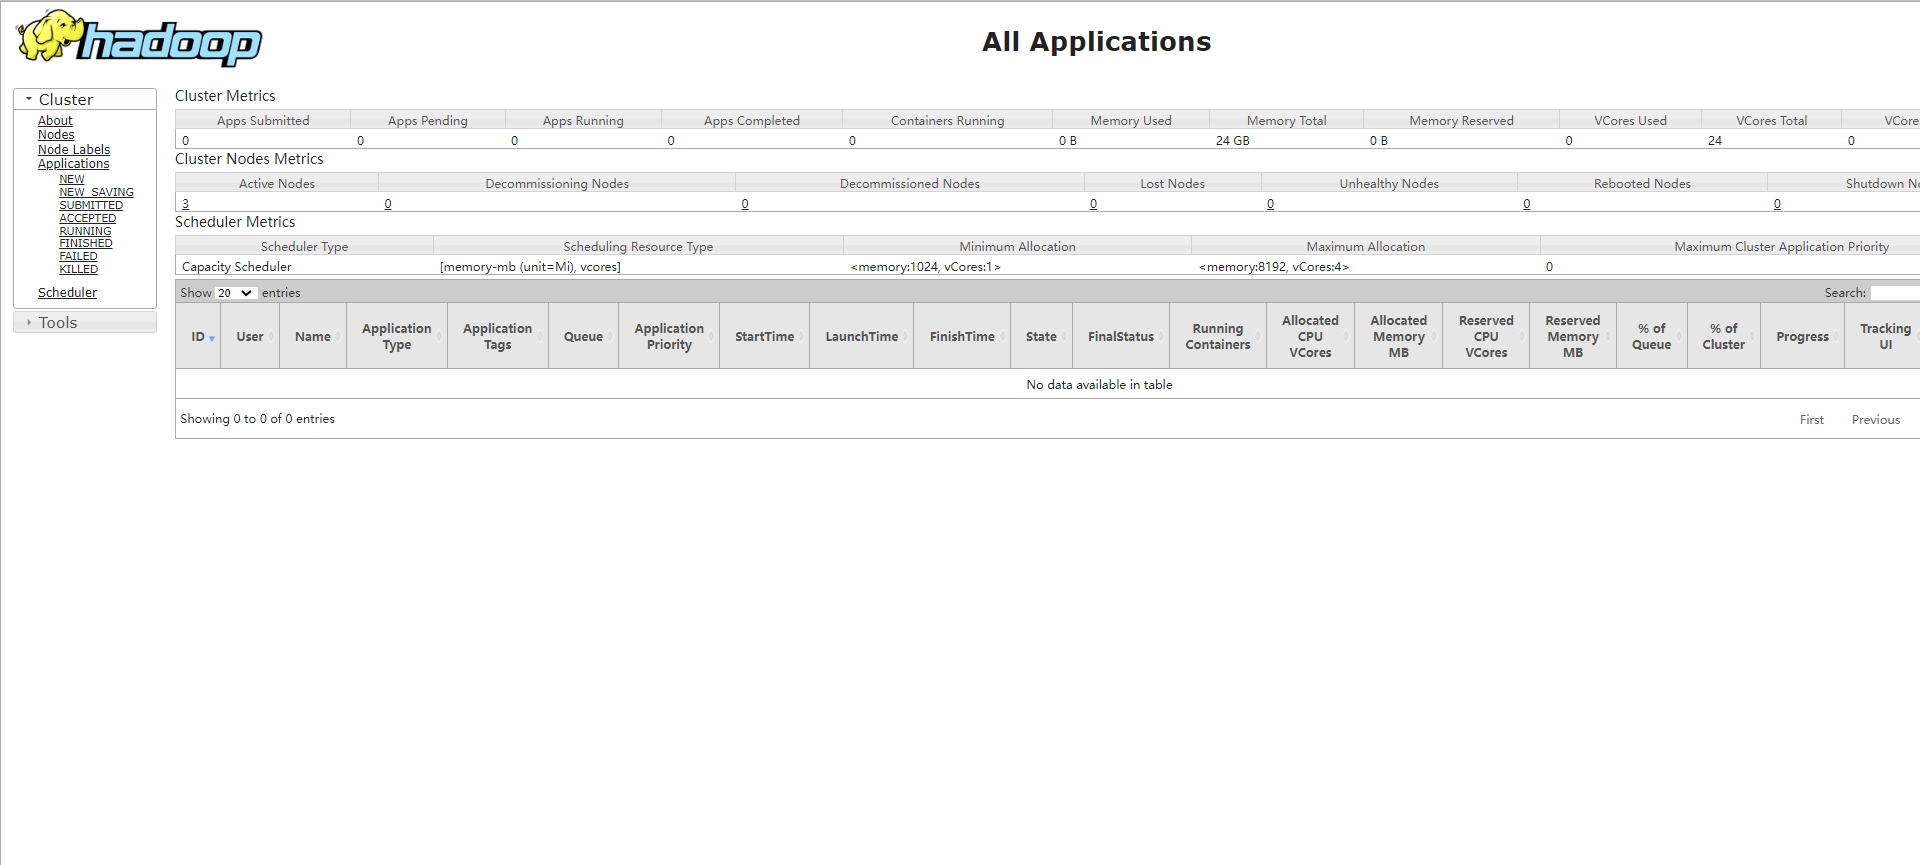 hadoop
All Applications
Cluster
About
Nodes
Node Labels
Applications
NEW
NEW_SAVING
SUBMITTED
ACCEPTED
RUNNING
FINISHED
FAILED
KILLED
Scheduler
Tools
Cluster Metrics
Apps Submitted Apps Pending Apps Running Apps Completed Containers Running Memory Used Memory Total Memory Reserved VCores Used VCores Total VCore
0 0 0 0 0 0 B 24 GB 0 B 0 24 0
Cluster Nodes Metrics
Active Nodes Decommissioning Nodes Decommissioned Nodes Lost Nodes Unhealthy Nodes Rebooted Nodes Shutdown No
3 0 0 0 0 0 0
Scheduler Metrics
Scheduler Type Scheduling Resource Type Minimum Allocation Maximum Allocation Maximum Cluster Application Priority
Capacity Scheduler [memory-mb (unit=Mi), vcores] <memory:1024, vCores:1> <memory:8192, vCores:4> 0
Show 20 entries Search:
ID User Name Application Type Application Tags Queue Application Priority StartTime LaunchTime FinishTime State FinalStatus Running Containers Allocated CPU VCores Allocated Memory MB Reserved CPU VCores Reserved Memory MB % of Queue % of Cluster Progress Tracking UI
No data available in table
Showing 0 to 0 of 0 entries First Previous